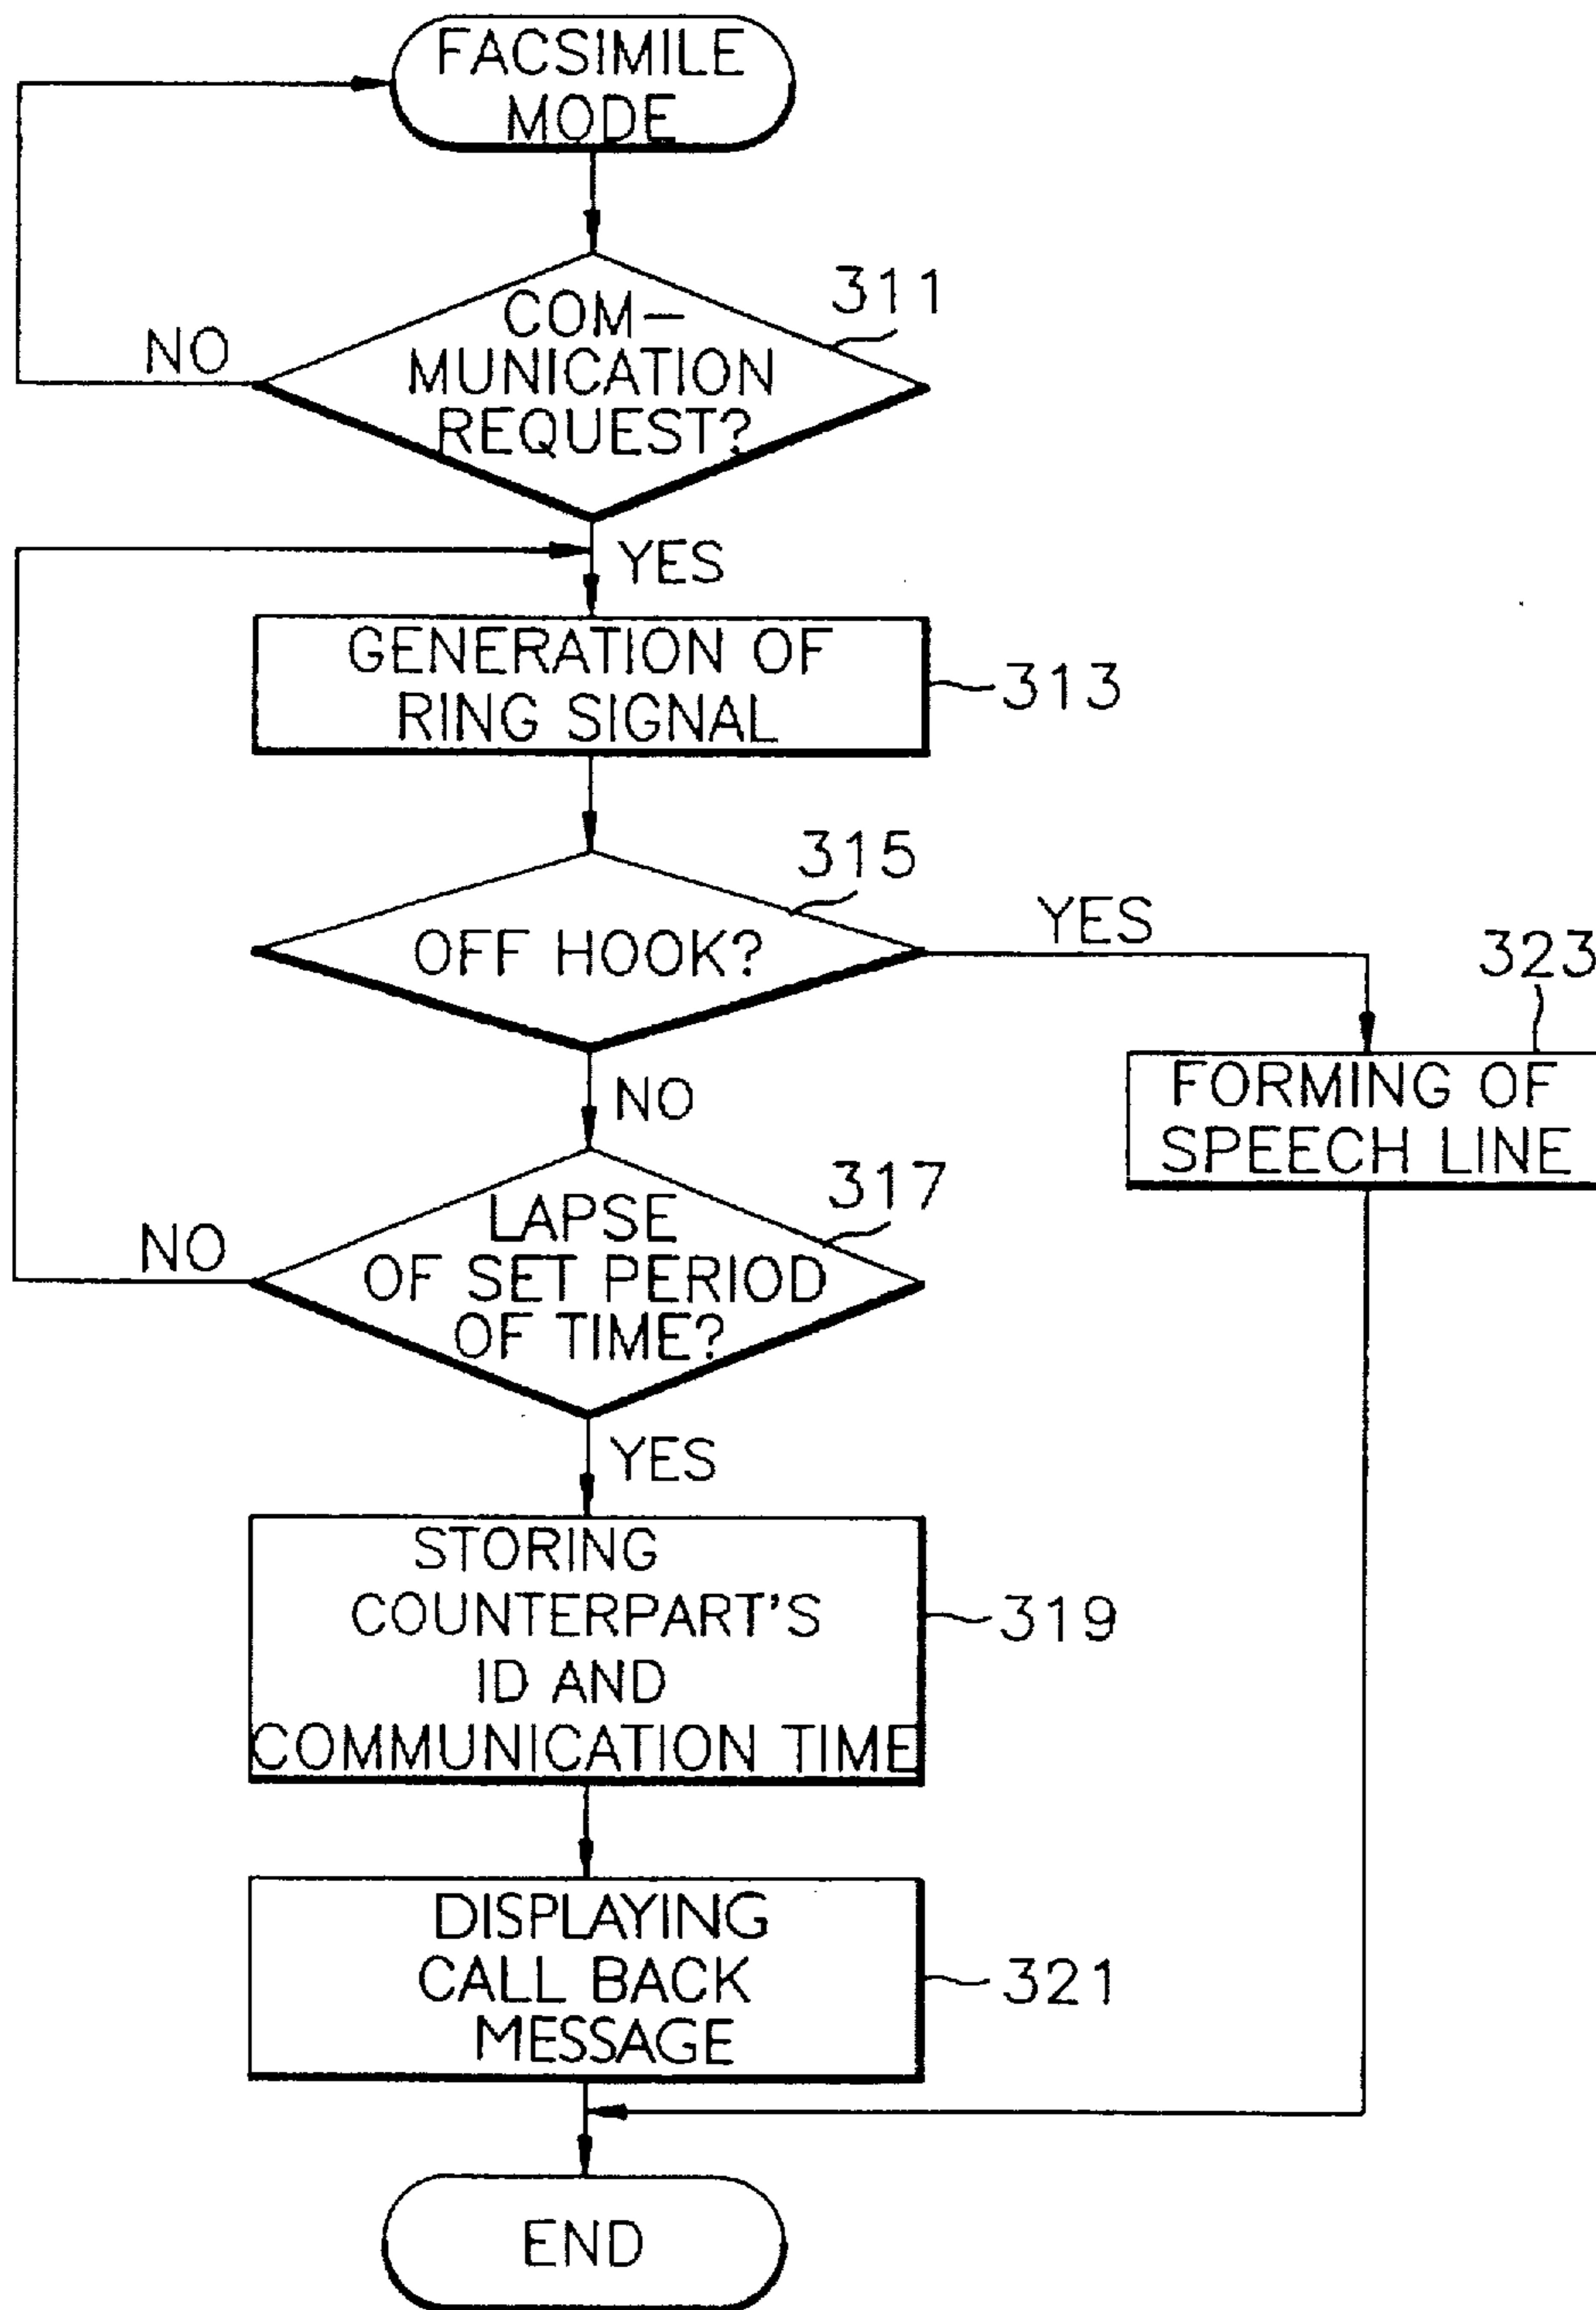 FACSIMILE
MODE
311
COM-
MUNICATION
REQUEST?
NO
YES
GENERATION OF
RING SIGNAL
313
315
OFF HOOK?
YES
323
FORMING OF
SPEECH LINE
NO
317
LAPSE
OF SET PERIOD
OF TIME?
NO
YES
STORING
COUNTERPART'S
ID AND
COMMUNICATION TIME
319
DISPLAYING
CALL BACK
MESSAGE
321
END